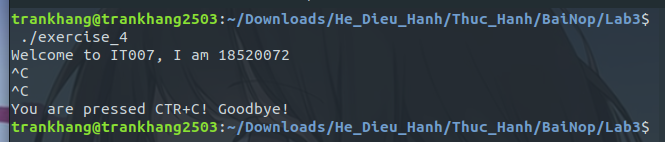 trankhang@trankhang2503:~/Downloads/He_Dieu_Hanh/Thuc_Hanh/BaiNop/Lab3$
./exercise_4
Welcome to IT007, I am 18520072
^C
^C
You are pressed CTR+C! Goodbye!
trankhang@trankhang2503:~/Downloads/He_Dieu_Hanh/Thuc_Hanh/BaiNop/Lab3$